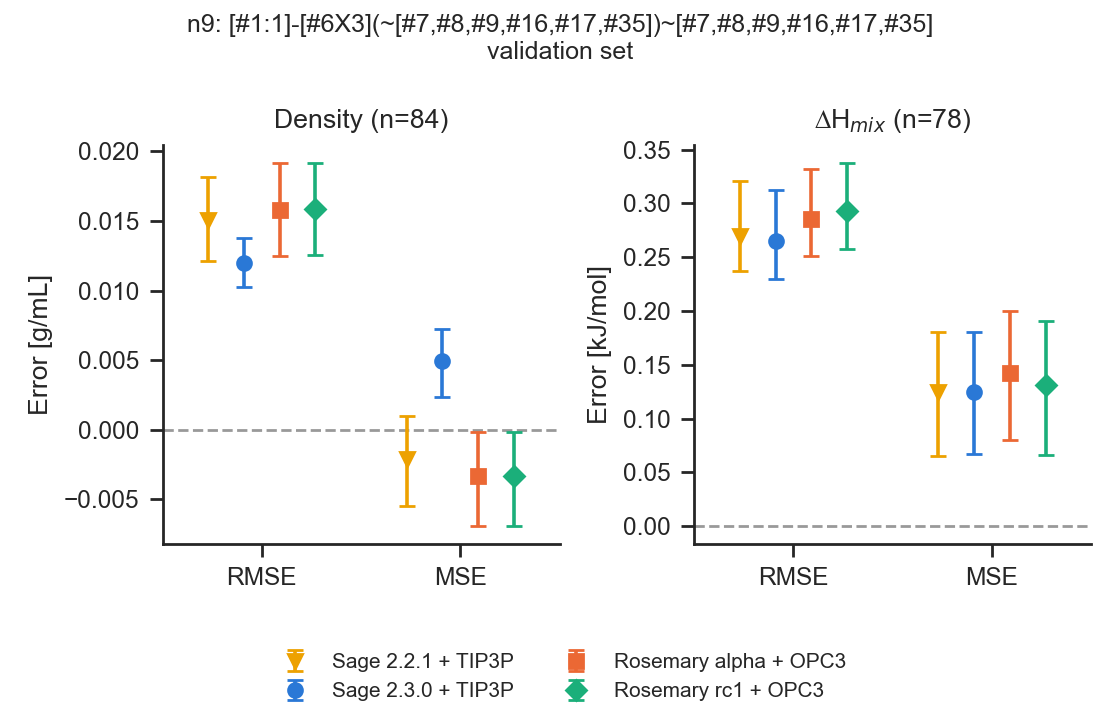 n9: [#1:1]-[#6X3](~[#7,#8,#9,#16,#17,#35])~[#7,#8,#9,#16,#17,#35]
validation set
Density (n=84)
0.020
0.015
0.010
0.005
0.000
−0.005
Error [g/mL]
RMSE
MSE
ΔHmix (n=78)
0.35
0.30
0.25
0.20
0.15
0.10
0.05
0.00
Error [kJ/mol]
RMSE
MSE
Sage 2.2.1 + TIP3P
Sage 2.3.0 + TIP3P
Rosemary alpha + OPC3
Rosemary rc1 + OPC3